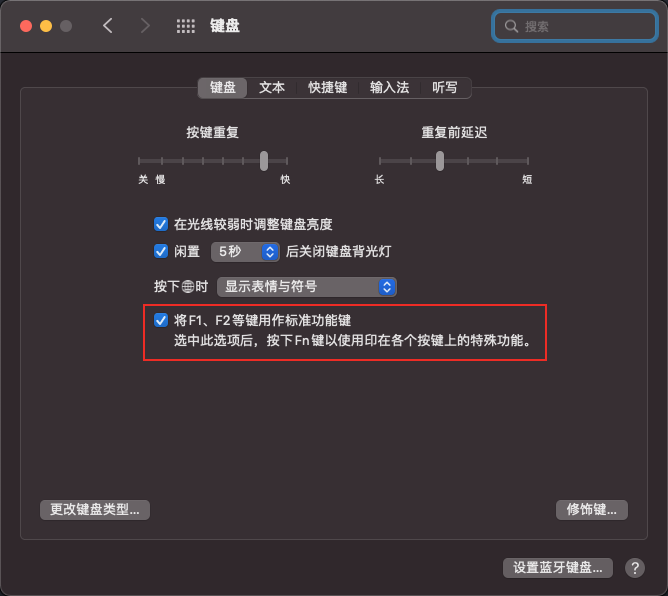 键盘
搜索
键盘 文本 快捷键 输入法 听写
按键重复 重复前延迟
关 慢 快 长 短
在光线较弱时调整键盘亮度
闲置 5秒 后关闭键盘背光灯
按下时 显示表情与符号
将F1、F2等键用作标准功能键
选中此选项后，按下Fn键以使用印在各个按键上的特殊功能。
更改键盘类型... 修饰键...
设置蓝牙键盘... ?